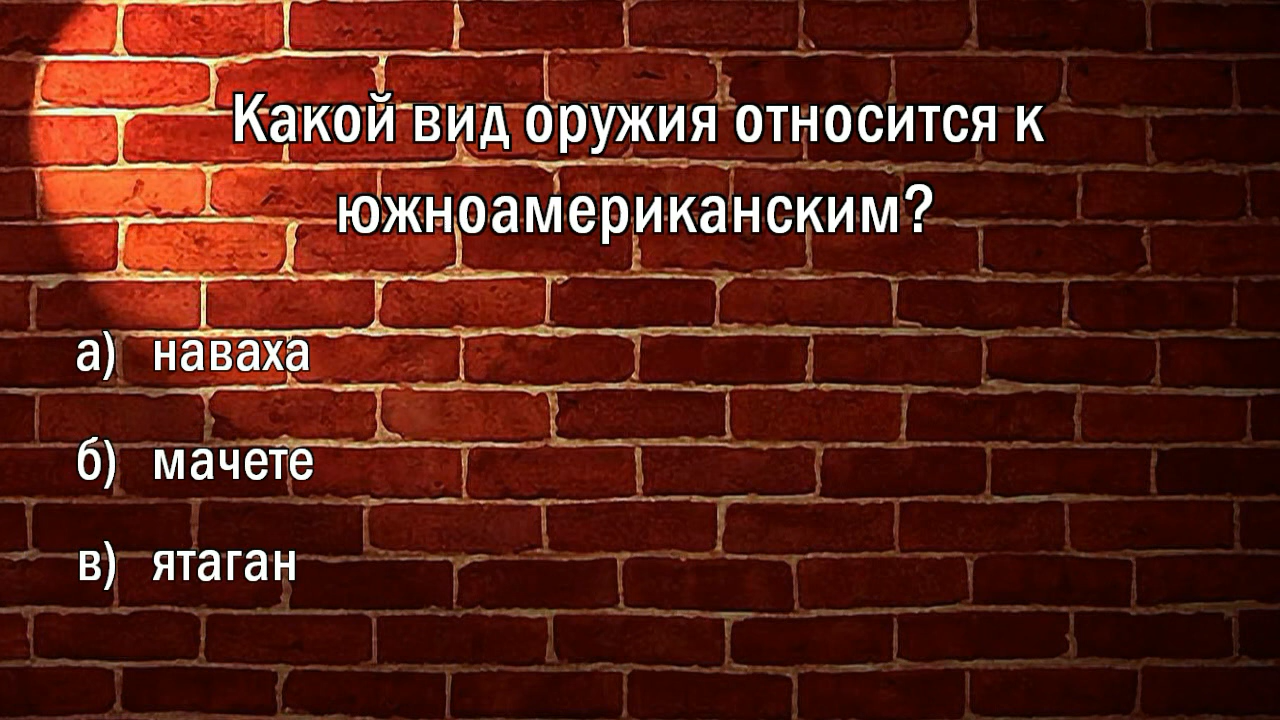 Какой вид оружия относится к
южноамериканским?
а) наваха
б) мачете
в) ятаган